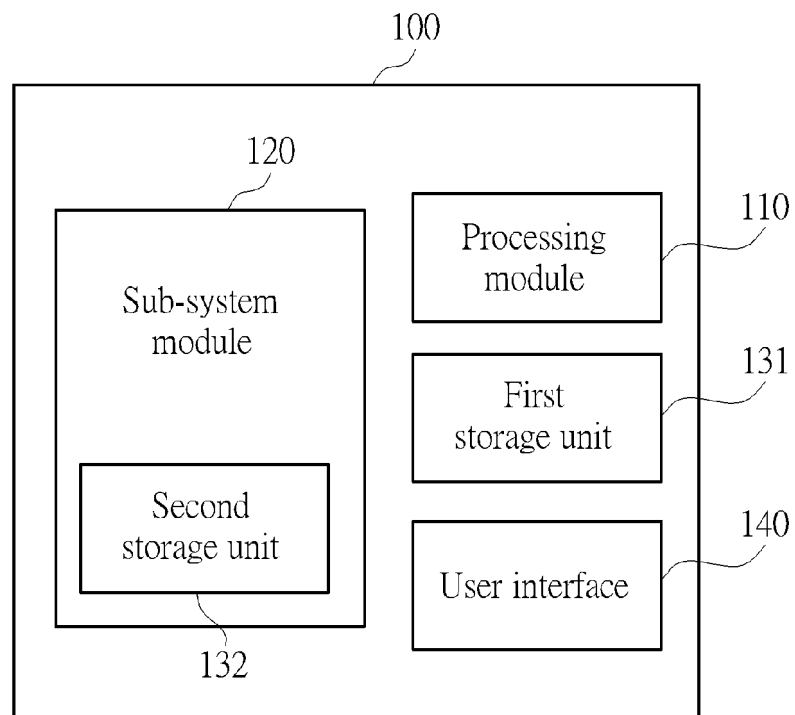 100
120
Sub-system
module
Second
storage unit
132
Processing
module
110
First
storage unit
131
User interface
140